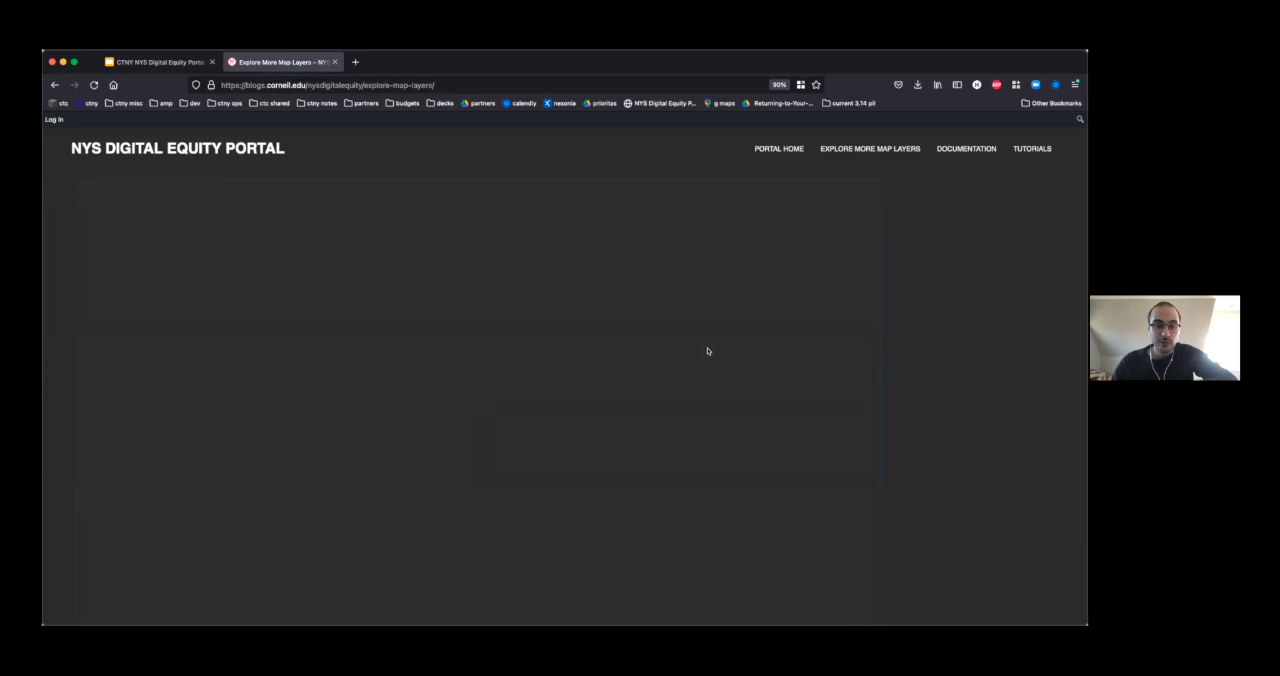 CTNY NYS Digital Equity Portal
Explore More Map Layers – NY
https://blogs.cornell.edu/nysdigitalequity/explore-map-layers/
90%
ctc ctny ctny misc amp dev ctny ops ctc shared ctny notes partners budgets decks partners calendly nexonia prioritas NYS Digital Equity P... g maps Returning-to-Your-... current 3.14 pil Other Bookmarks
Log In
NYS DIGITAL EQUITY PORTAL
PORTAL HOME EXPLORE MORE MAP LAYERS DOCUMENTATION TUTORIALS